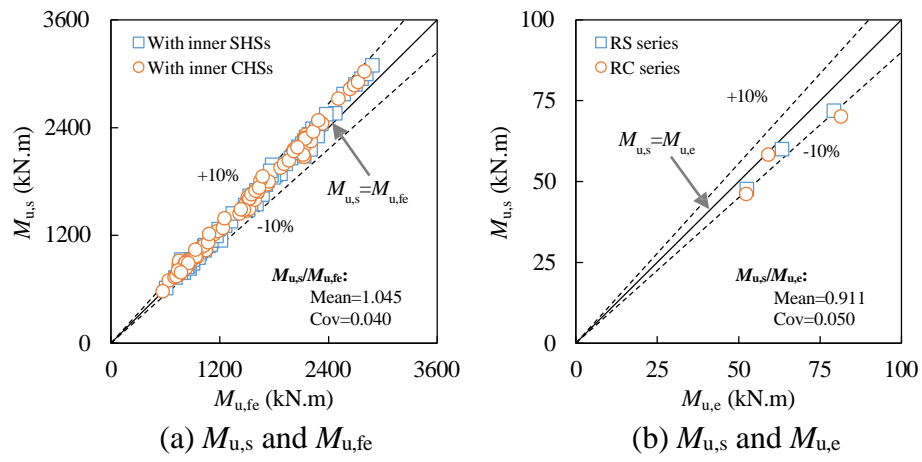 3600
2400
1200
0
M_u,s (kN.m)
With inner SHSs
With inner CHSs
+10%
-10%
M_u,s=M_u,fe
M_u,s/M_u,fe:
Mean=1.045
Cov=0.040
0 1200 2400 3600
M_u,fe (kN.m)
(a) M_u,s and M_u,fe
100
75
50
25
0
M_u,s (kN.m)
RS series
RC series
+10%
M_u,s=M_u,e
-10%
M_u,s/M_u,e:
Mean=0.911
Cov=0.050
0 25 50 75 100
M_u,e (kN.m)
(b) M_u,s and M_u,e